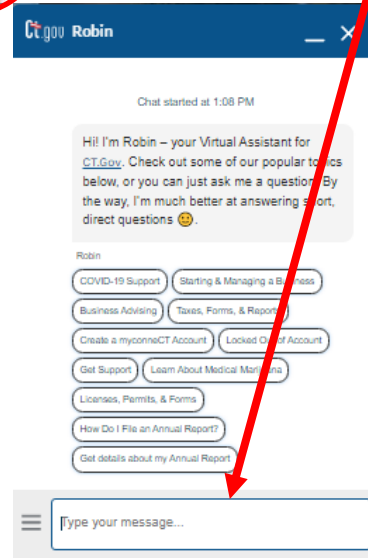 Ct.gov Robin
Chat started at 1:08 PM
Hi! I'm Robin – your Virtual Assistant for
CT.Gov. Check out some of our popular topics
below, or you can just ask me a question. By
the way, I'm much better at answering short,
direct questions 🙂.
Robin
COVID-19 Support Starting & Managing a Business
Business Advising Taxes, Forms, & Reports
Create a myconneCT Account Locked Out of Account
Get Support Learn About Medical Marijuana
Licenses, Permits, & Forms
How Do I File an Annual Report?
Get details about my Annual Report
Type your message...